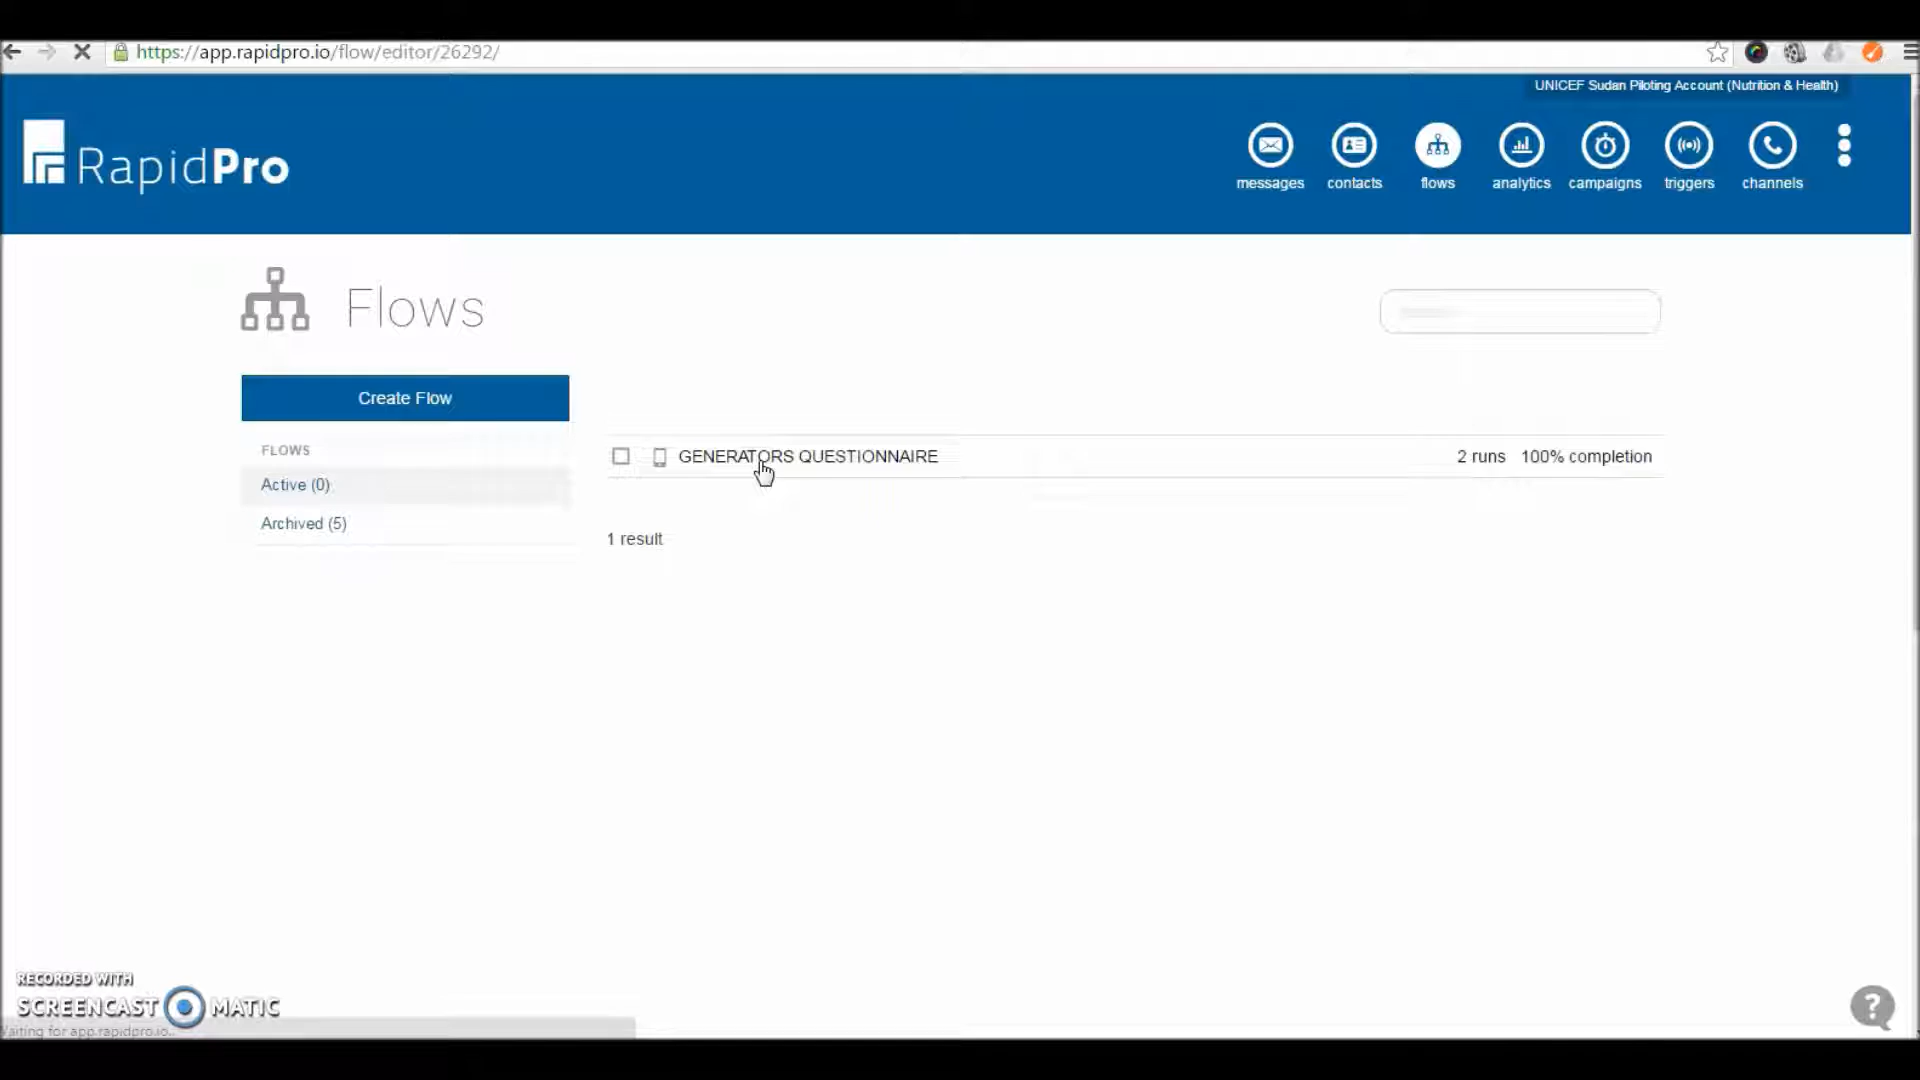 https://app.rapidpro.io/flow/editor/26292/
UNICEF Sudan Piloting Account (Nutrition & Health)
RapidPro
messages
contacts
flows
analytics
campaigns
triggers
channels
Flows
Create Flow
FLOWS
Active (0)
Archived (5)
GENERATORS QUESTIONNAIRE
2 runs
100% completion
1 result
RECORDED WITH
SCREENCAST MATIC
Waiting for app.rapidpro.io...
?